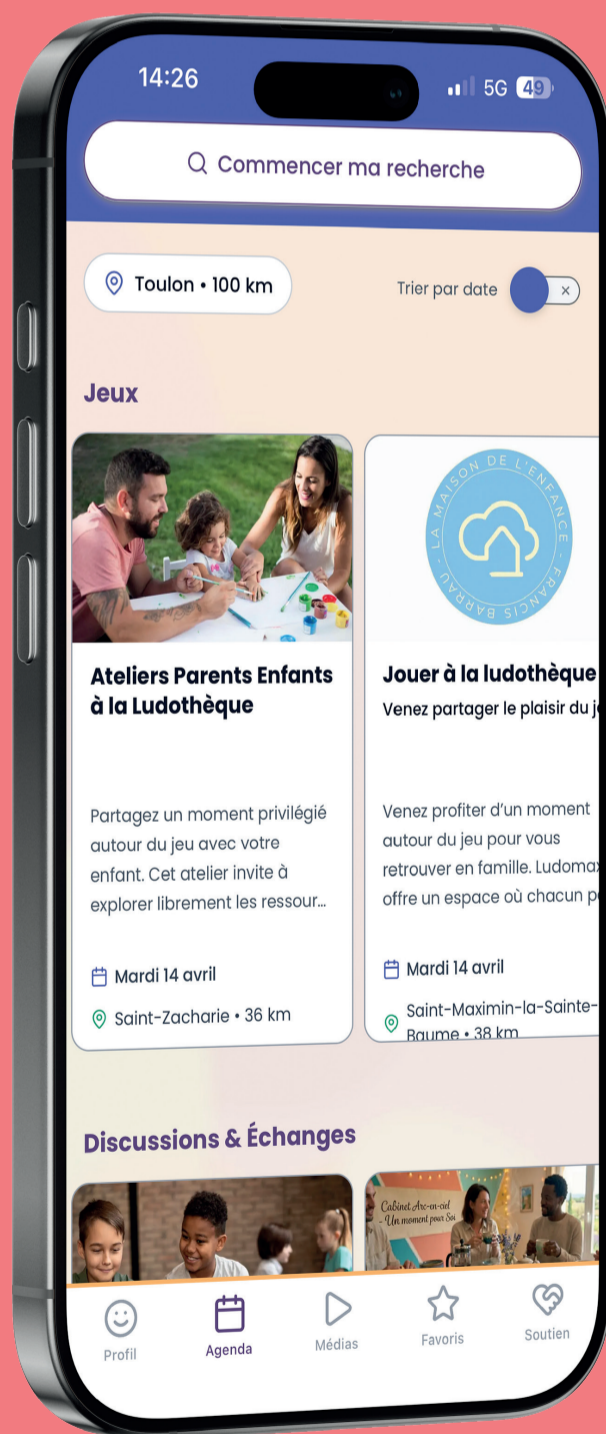 14:26
5G 49
Commencer ma recherche
Toulon • 100 km
Trier par date
Jeux
LA MAISON DE L'ENFANCE - FRANCIS BARRAU -
Ateliers Parents Enfants
à la Ludothèque
Partagez un moment privilégié
autour du jeu avec votre
enfant. Cet atelier invite à
explorer librement les ressour...
Mardi 14 avril
Saint-Zacharie • 36 km
Jouer à la ludothèque
Venez partager le plaisir du j
Venez profiter d'un moment
autour du jeu pour vous
retrouver en famille. Ludomax
offre un espace où chacun p
Mardi 14 avril
Saint-Maximin-la-Sainte-
Baume • 38 km
Discussions & Échanges
Cabinet Arc-en-ciel
- Un moment pour Soi
Profil
Agenda
Médias
Favoris
Soutien